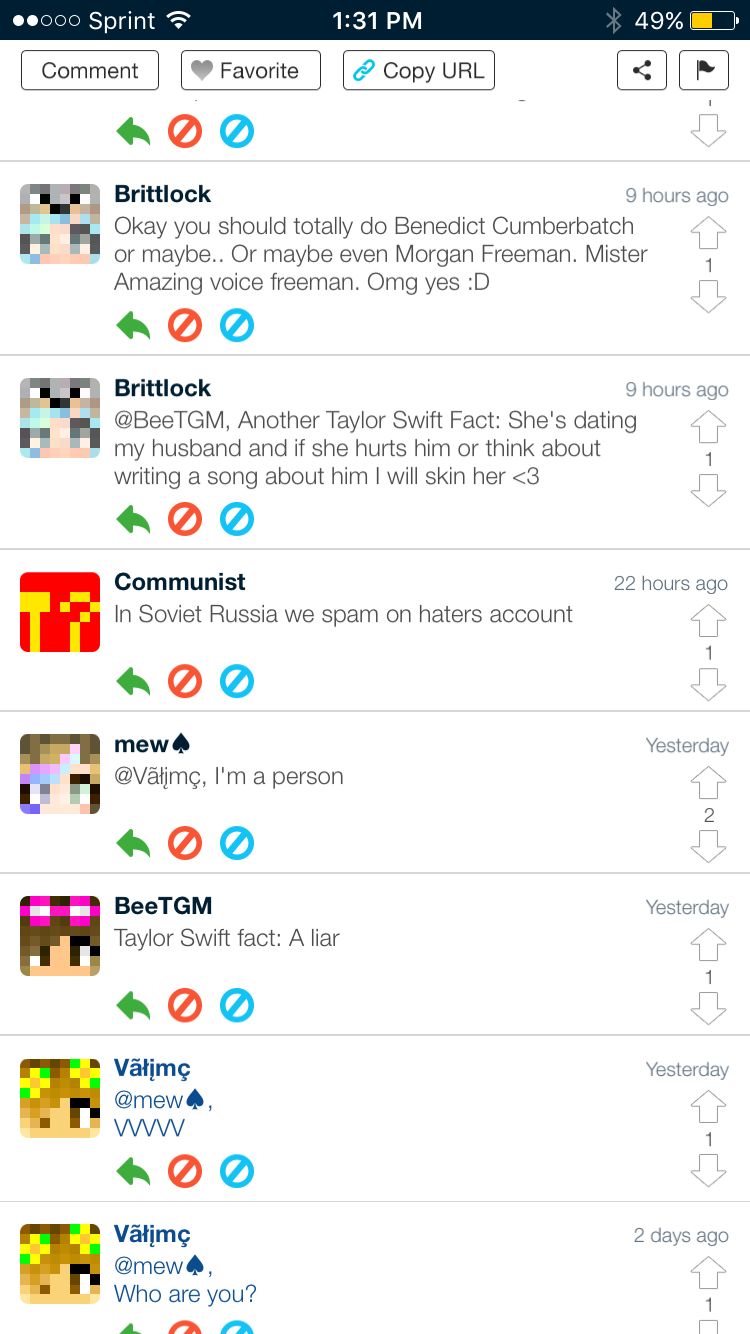 Sprint 1:31 PM 49%
Comment Favorite Copy URL
Brittlock 9 hours ago
Okay you should totally do Benedict Cumberbatch
or maybe.. Or maybe even Morgan Freeman. Mister
Amazing voice freeman. Omg yes :D
1
Brittlock 9 hours ago
@BeeTGM, Another Taylor Swift Fact: She's dating
my husband and if she hurts him or think about
writing a song about him I will skin her <3
1
Communist 22 hours ago
In Soviet Russia we spam on haters account
1
mew♠ Yesterday
@Vãłįmç, I'm a person
2
BeeTGM Yesterday
Taylor Swift fact: A liar
1
Vãłįmç Yesterday
@mew♠,
\/\/\/\/\/
1
Vãłįmç 2 days ago
@mew♠,
Who are you?
1